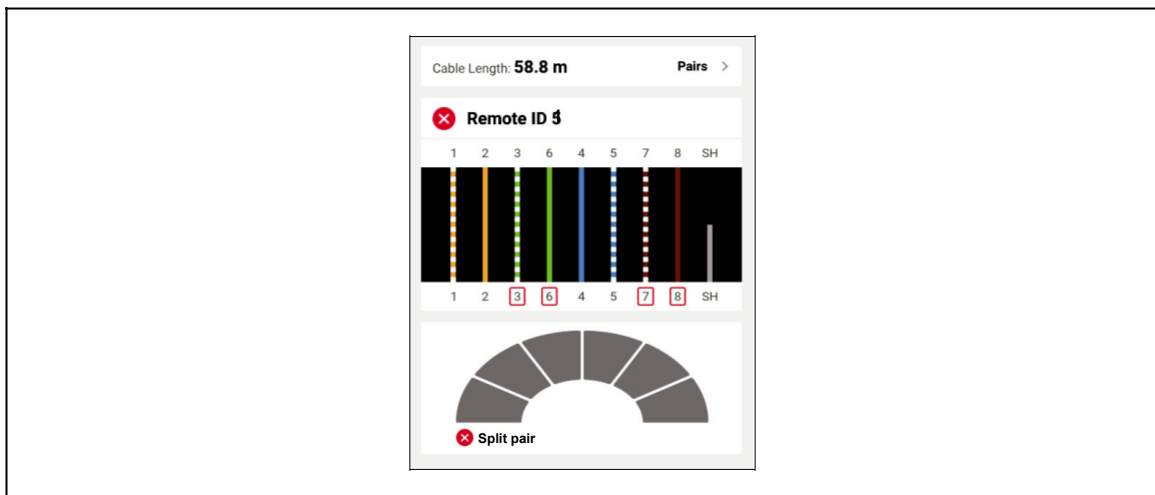 Cable Length: 58.8 m Pairs >
Remote ID
1 2 3 6 4 5 7 8 SH
1 2 3 6 4 5 7 8 SH
Split pair